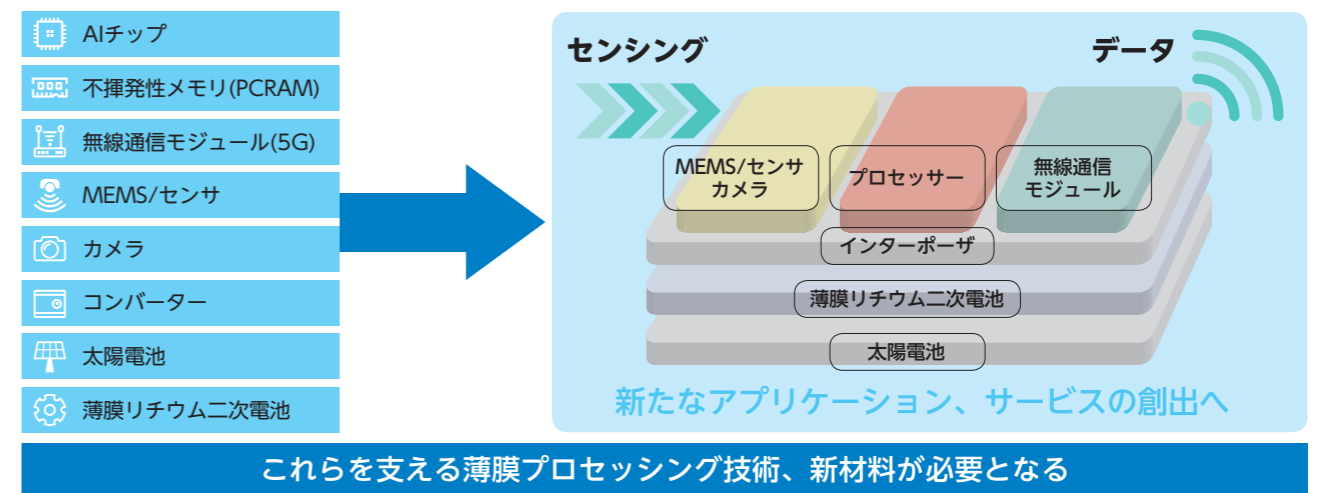 AIチップ
不揮発性メモリ(PCRAM)
無線通信モジュール(5G)
MEMS/センサ
カメラ
コンバーター
太陽電池
薄膜リチウム二次電池
センシング
データ
MEMS/センサ
カメラ
プロセッサー
無線通信
モジュール
インターポーザ
薄膜リチウム二次電池
太陽電池
新たなアプリケーション、サービスの創出へ
これらを支える薄膜プロセッシング技術、新材料が必要となる